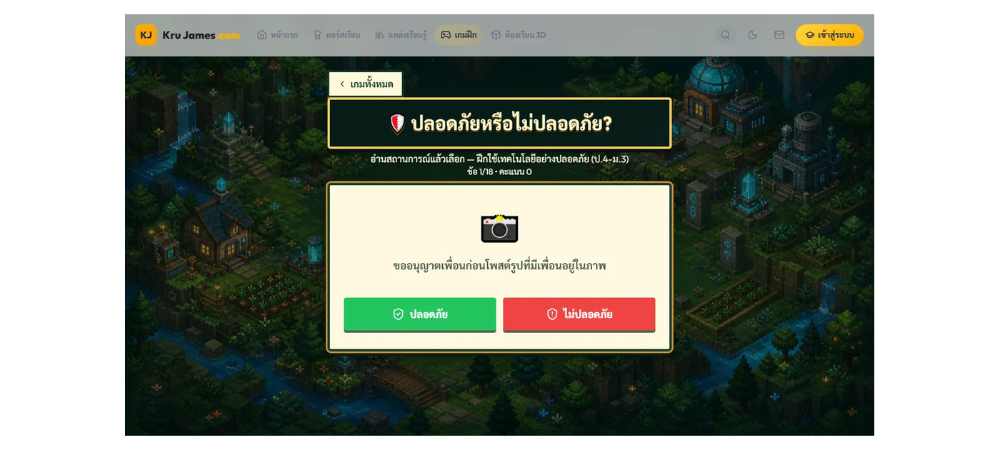 KJ Kru James.com หน้าแรก คอร์สเรียน แหล่งเรียนรู้ เกมฝึก ห้องเรียน 3D เข้าสู่ระบบ
เกมทั้งหมด
ปลอดภัยหรือไม่ปลอดภัย?
อ่านสถานการณ์แล้วเลือก — ฝึกใช้เทคโนโลยีอย่างปลอดภัย (ป.4-ม.3)
ข้อ 1/18 • คะแนน 0
ขออนุญาตเพื่อนก่อนโพสต์รูปที่มีเพื่อนอยู่ในภาพ
ปลอดภัย ไม่ปลอดภัย